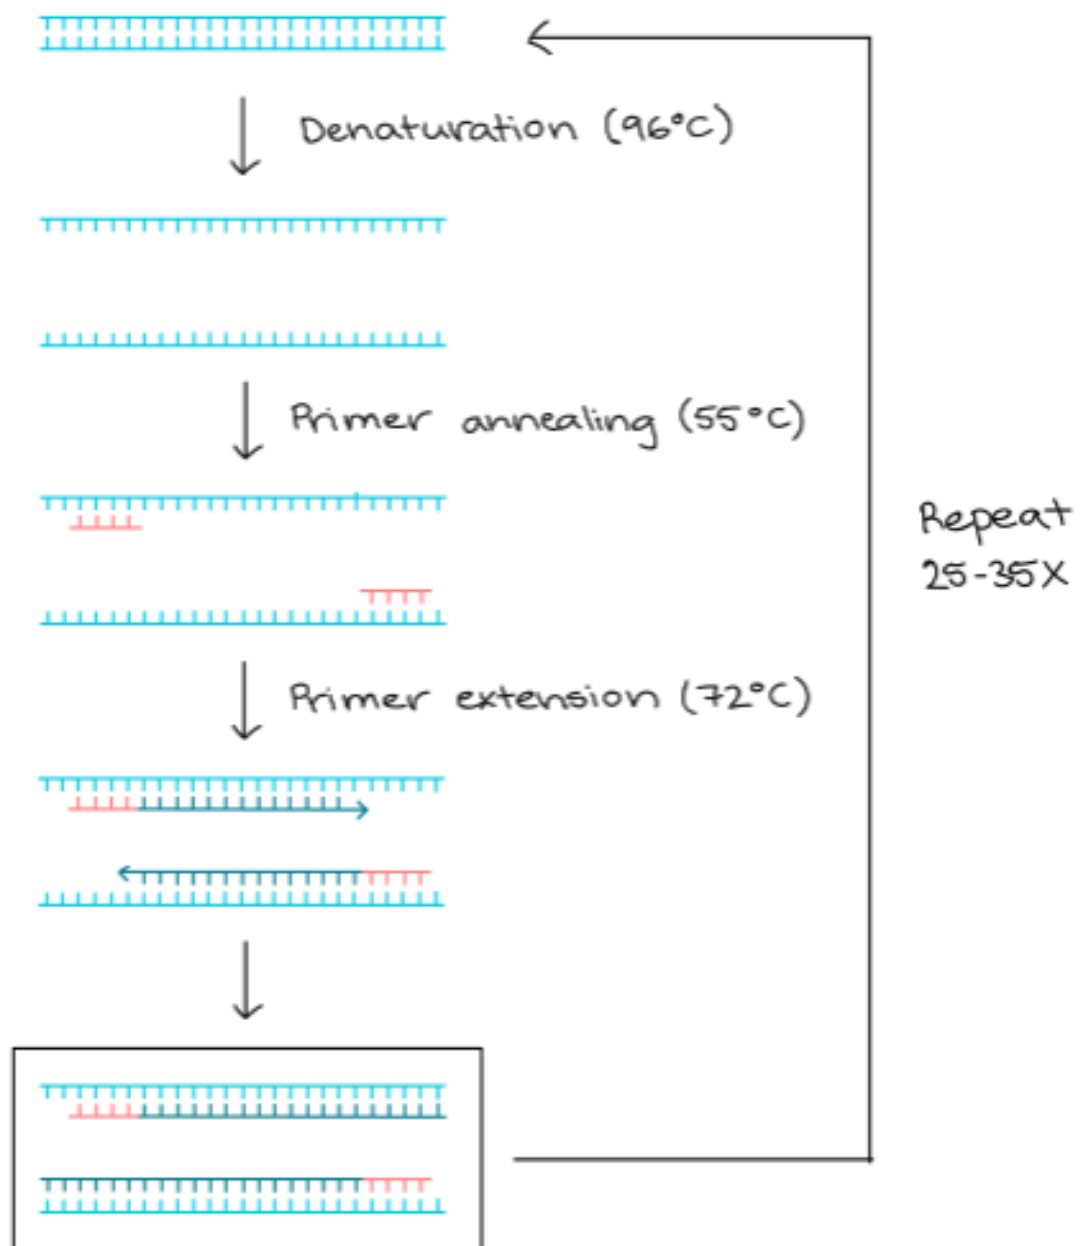 Denaturation (96°C)
Primer annealing (55°C)
Repeat
25-35X
Primer extension (72°C)